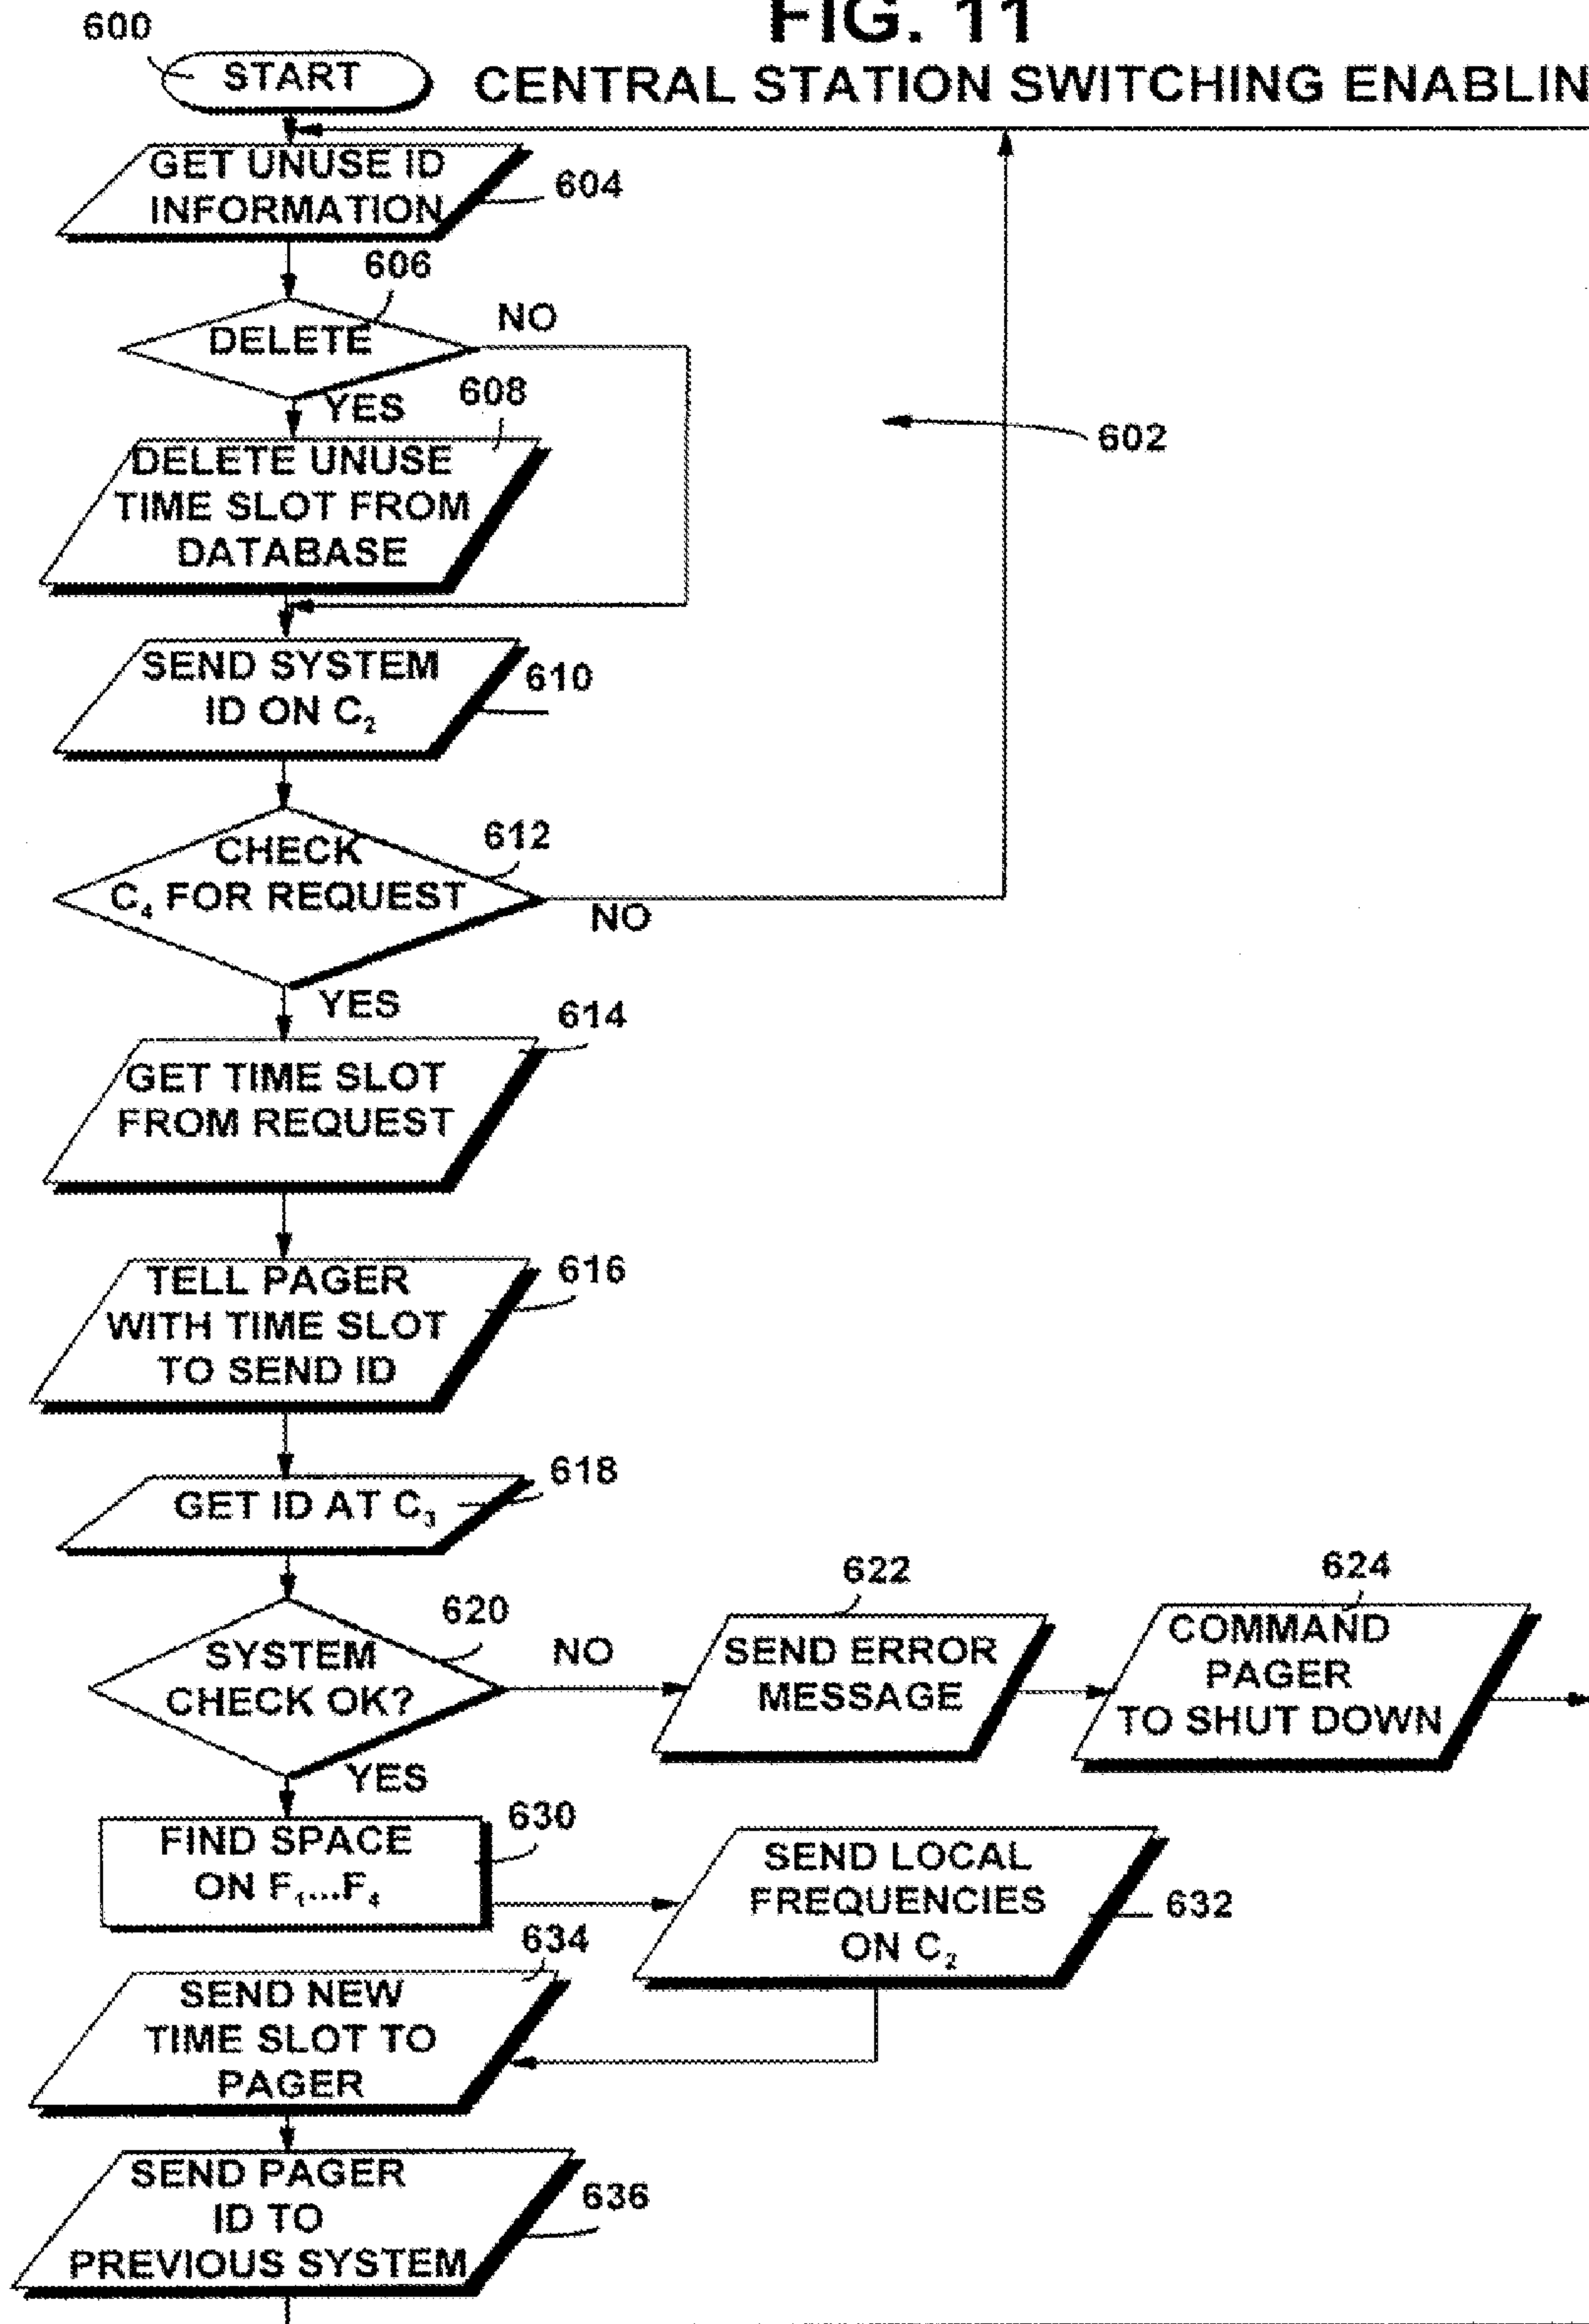 FIG. 11
600
START
CENTRAL STATION SWITCHING ENABLIN
GET UNUSE ID
INFORMATION
604
606
DELETE
NO
YES
608
DELETE UNUSE
TIME SLOT FROM
DATABASE
602
SEND SYSTEM
ID ON C₂
610
CHECK
C₄ FOR REQUEST
612
NO
YES
614
GET TIME SLOT
FROM REQUEST
TELL PAGER
WITH TIME SLOT
TO SEND ID
616
GET ID AT C₃
618
SYSTEM
CHECK OK?
620
NO
YES
622
SEND ERROR
MESSAGE
624
COMMAND
PAGER
TO SHUT DOWN
FIND SPACE
ON F₁...F₄
630
SEND LOCAL
FREQUENCIES
ON C₂
632
634
SEND NEW
TIME SLOT TO
PAGER
SEND PAGER
ID TO
PREVIOUS SYSTEM
636